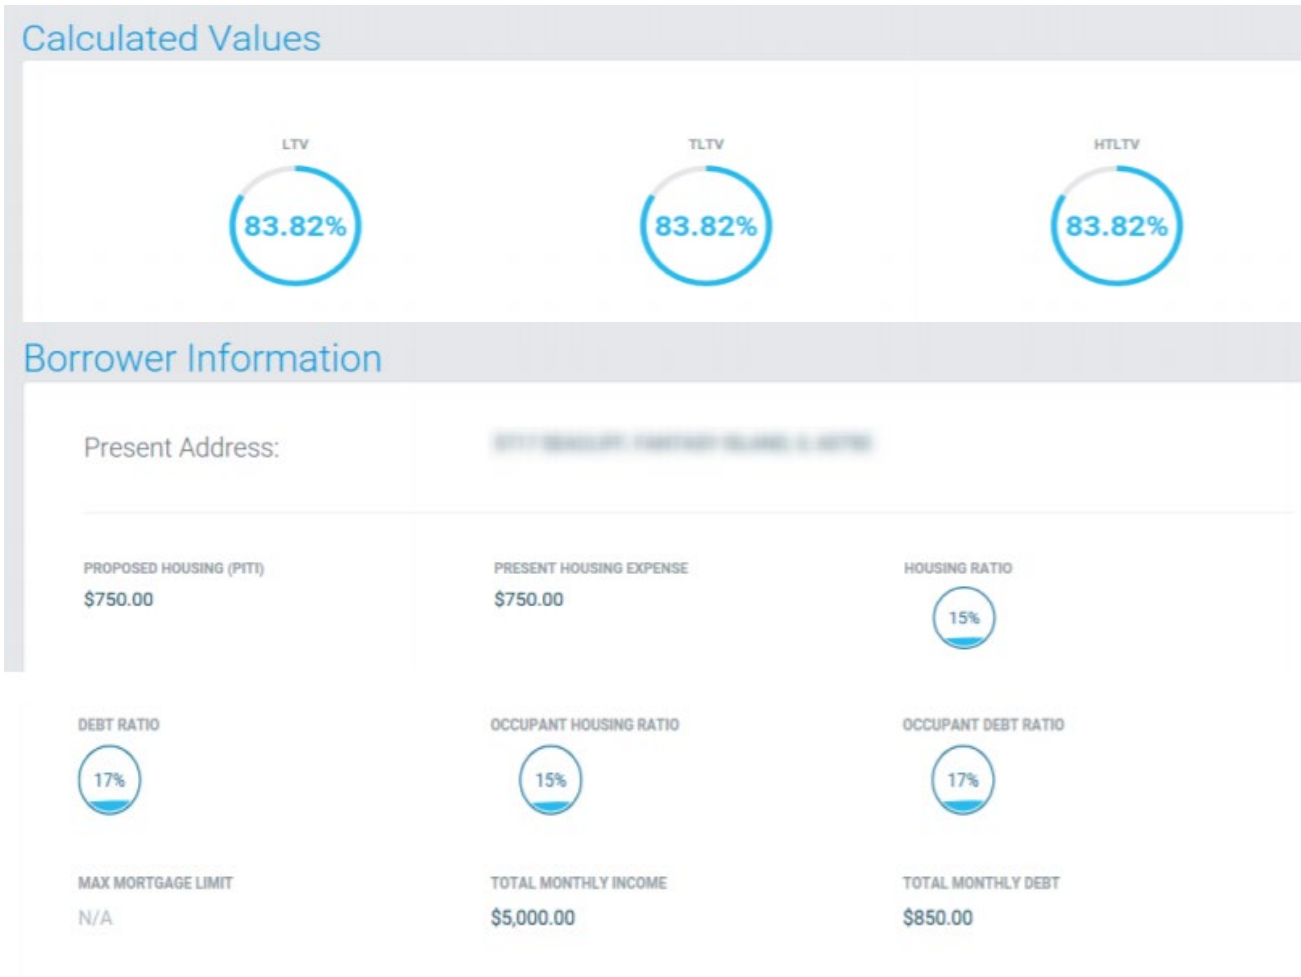 Calculated Values
LTV
TLTV
HTLTV
83.82%
83.82%
83.82%
Borrower Information
Present Address:
PROPOSED HOUSING (PITI)
PRESENT HOUSING EXPENSE
HOUSING RATIO
$750.00
$750.00
15%
DEBT RATIO
OCCUPANT HOUSING RATIO
OCCUPANT DEBT RATIO
17%
15%
17%
MAX MORTGAGE LIMIT
TOTAL MONTHLY INCOME
TOTAL MONTHLY DEBT
N/A
$5,000.00
$850.00